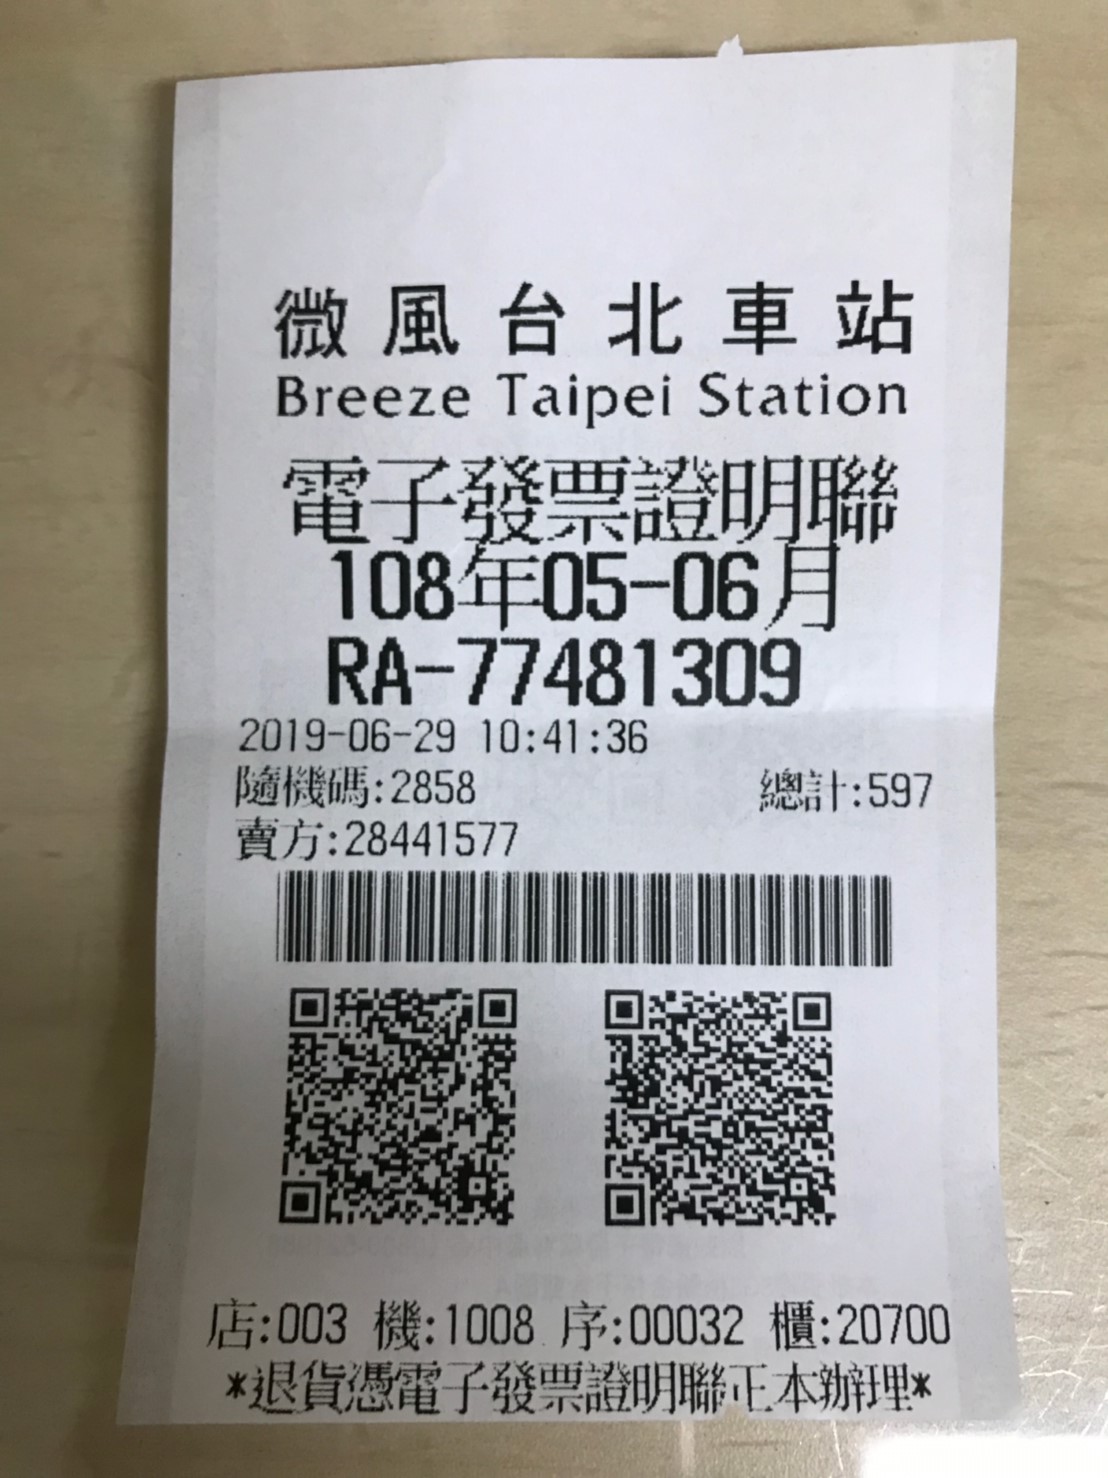 微風台北車站
Breeze Taipei Station
電子發票證明聯
108年05-06月
RA-77481309
2019-06-29 10:41:36
隨機碼:2858 總計:597
賣方:28441577
店:003 機:1008 序:00032 櫃:20700
*退貨憑電子發票證明聯正本辦理*